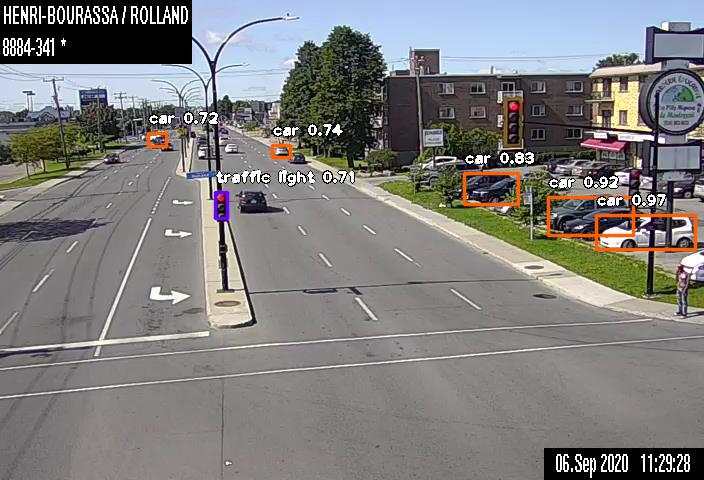 HENRI-BOURASSA / ROLLAND
8884-341 *
car 0.72
car 0.74
car 0.83
traffic light 0.71
car 0.92
car 0.97
06.Sep 2020 11:29:28